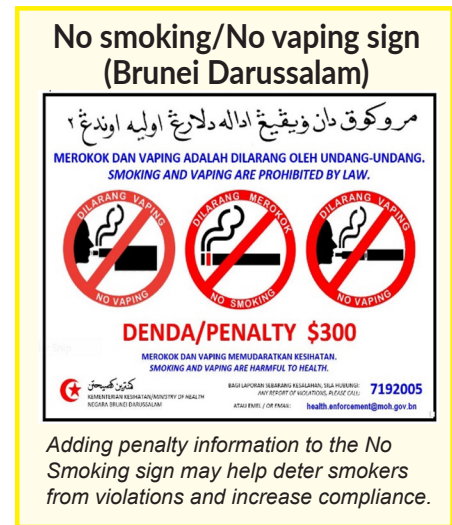 No smoking/No vaping sign
(Brunei Darussalam)
مروكوق دان ۏيڤيڠ اداله دلارڠ اوليه اوندڠ٢
MEROKOK DAN VAPING ADALAH DILARANG OLEH UNDANG-UNDANG.
SMOKING AND VAPING ARE PROHIBITED BY LAW.
DILARANG VAPING
NO VAPING
DILARANG MEROKOK
NO SMOKING
DILARANG VAPING
NO VAPING
DENDA/PENALTY $300
MEROKOK DAN VAPING MEMUDARATKAN KESIHATAN.
SMOKING AND VAPING ARE HARMFUL TO HEALTH.
كمنترين كصيحتن
KEMENTERIAN KESIHATAN/MINISTRY OF HEALTH
NEGARA BRUNEI DARUSSALAM
BAGI LAPORAN SEBARANG KESALAHAN, SILA HUBUNGI:
ANY REPORT OF VIOLATIONS, PLEASE CALL:
7192005
ATAU EMEL / OR EMAIL: health.enforcement@moh.gov.bn
Adding penalty information to the No
Smoking sign may help deter smokers
from violations and increase compliance.